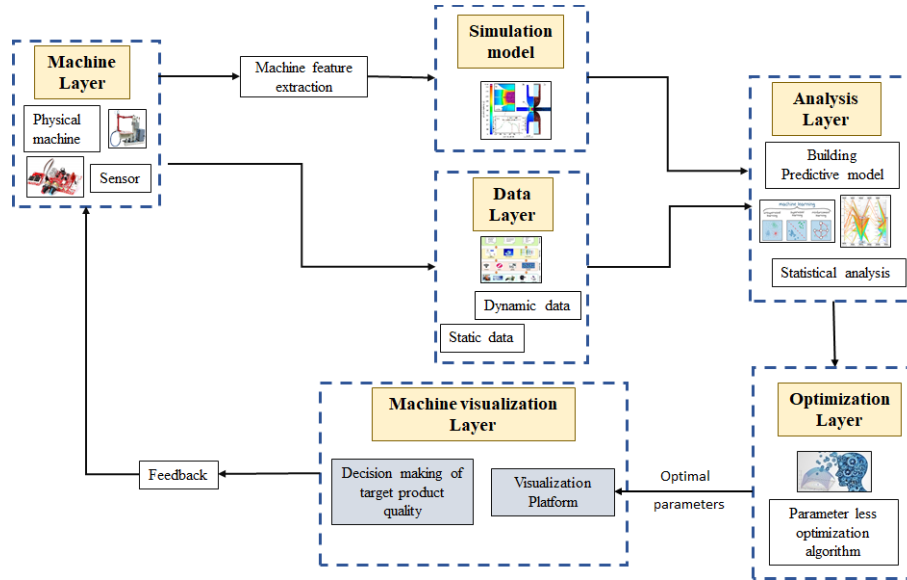 Machine
Layer
Physical
machine
Sensor
Machine feature
extraction
Simulation
model
Data
Layer
Dynamic data
Static data
Analysis
Layer
Building
Predictive model
Machine learning
Statistical analysis
Optimization
Layer
Parameter less
optimization
algorithm
Optimal
parameters
Machine visualization
Layer
Decision making of
target product
quality
Visualization
Platform
Feedback